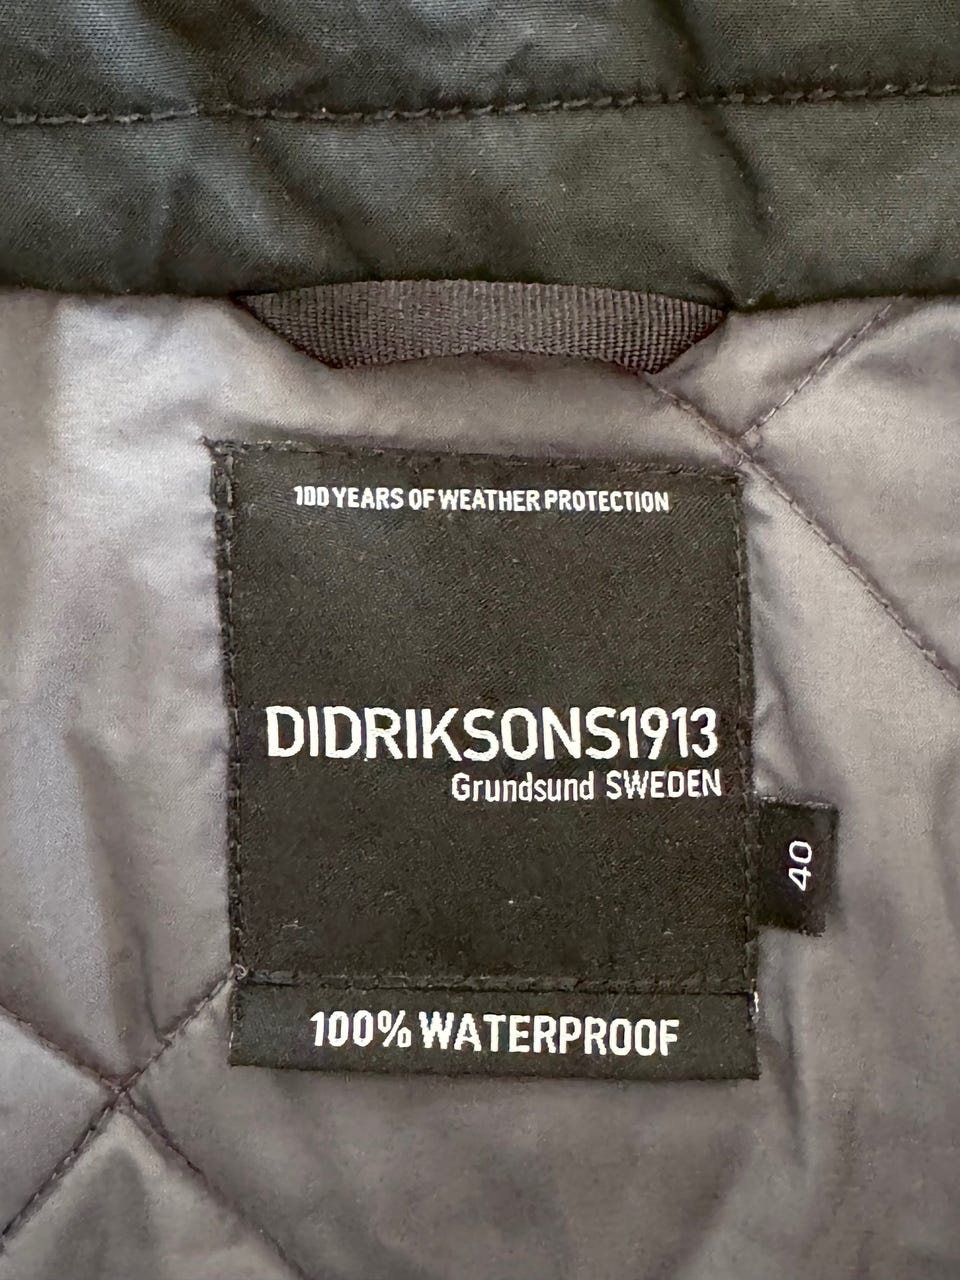 100 YEARS OF WEATHER PROTECTION
DIDRIKSONS1913
Grundsund SWEDEN
40
100% WATERPROOF